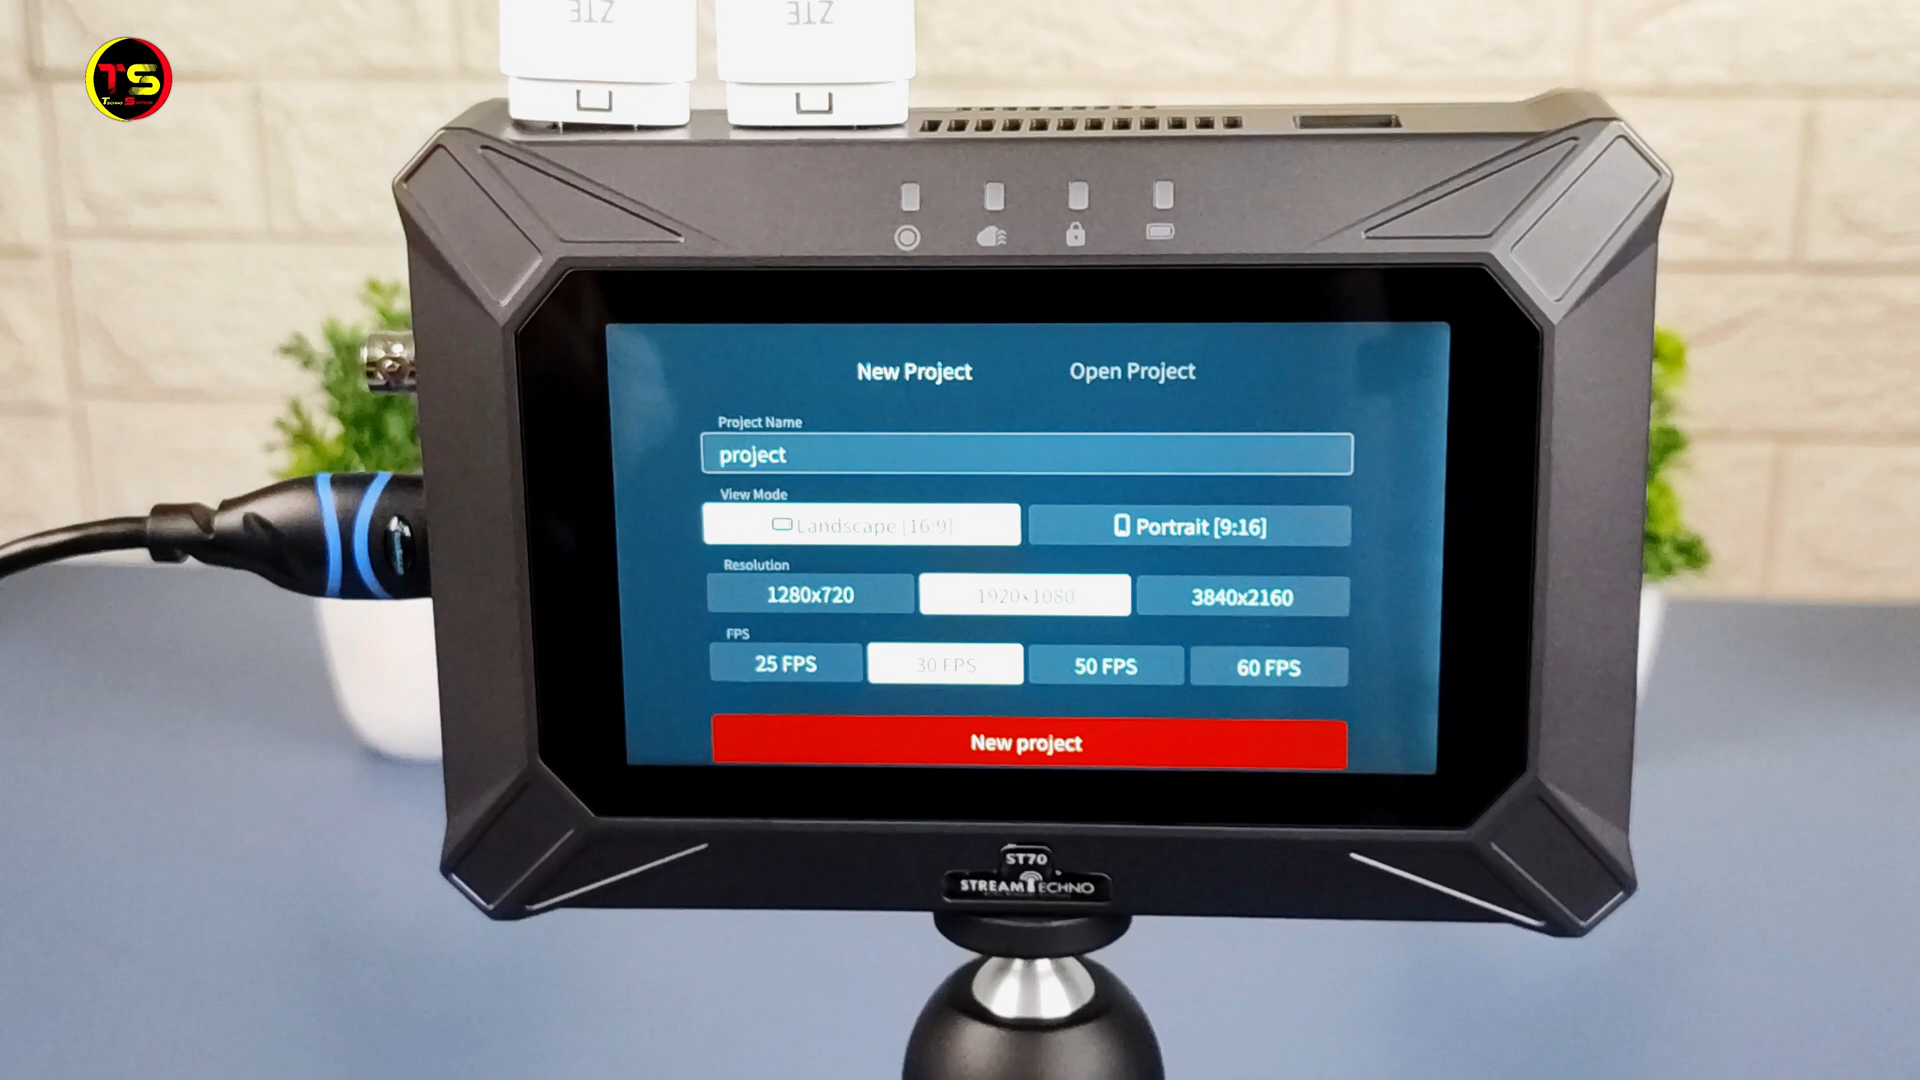 ZTE
ZTE
TS
New Project
Open Project
Project Name
project
View Mode
Landscape [16:9]
Portrait [9:16]
Resolution
1280x720
1920x1080
3840x2160
FPS
25 FPS
30 FPS
50 FPS
60 FPS
New project
ST70
STREAMTECHNO